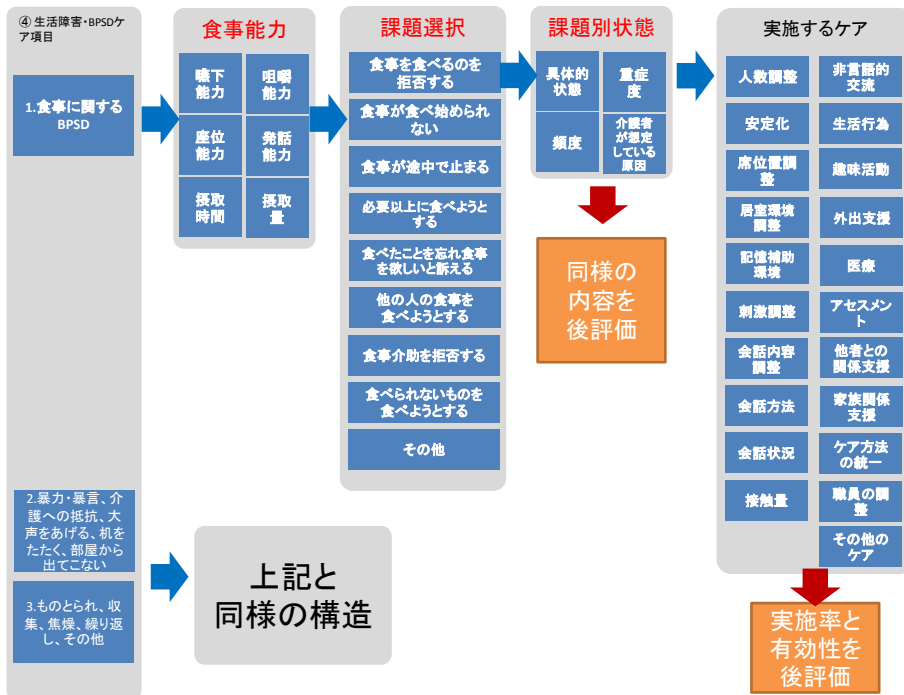 ④ 生活障害・BPSDケ
ア項目
1.食事に関する
BPSD
2.暴力・暴言、介
護への抵抗、大
声をあげる、机を
たたく、部屋から
出てこない
3.ものとられ、収
集、焦燥、繰り返
し、その他
食事能力
嚥下
能力
咀嚼
能力
座位
能力
発話
能力
摂取
時間
摂取
量
課題選択
食事を食べるのを
拒否する
食事が食べ始められ
ない
食事が途中で止まる
必要以上に食べようと
する
食べたことを忘れ食事
を欲しいと訴える
他の人の食事を
食べようとする
食事介助を拒否する
食べられないものを
食べようとする
その他
課題別状態
具体的
状態
重症
度
頻度
介護者
が想定
している
原因
同様の
内容を
後評価
実施するケア
人数調整
非言語的
交流
安定化
生活行為
席位置調
整
趣味活動
居室環境
調整
外出支援
記憶補助
環境
医療
刺激調整
アセスメン
ト
会話内容
調整
他者との
関係支援
会話方法
家族関係
支援
会話状況
ケア方法
の統一
接触量
職員の調
整
その他の
ケア
実施率と
有効性を
後評価
上記と
同様の構造